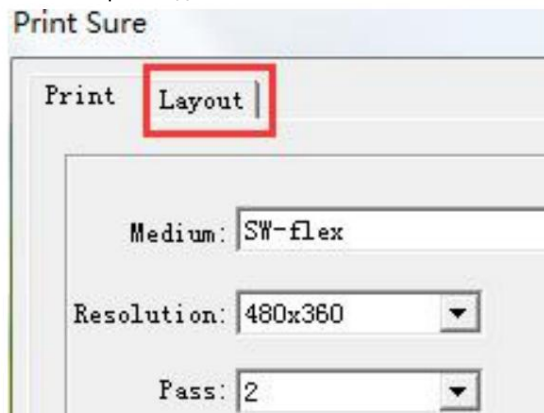 Print Sure
Print Layout
Medium: SW-flex
Resolution: 480x360
Pass: 2